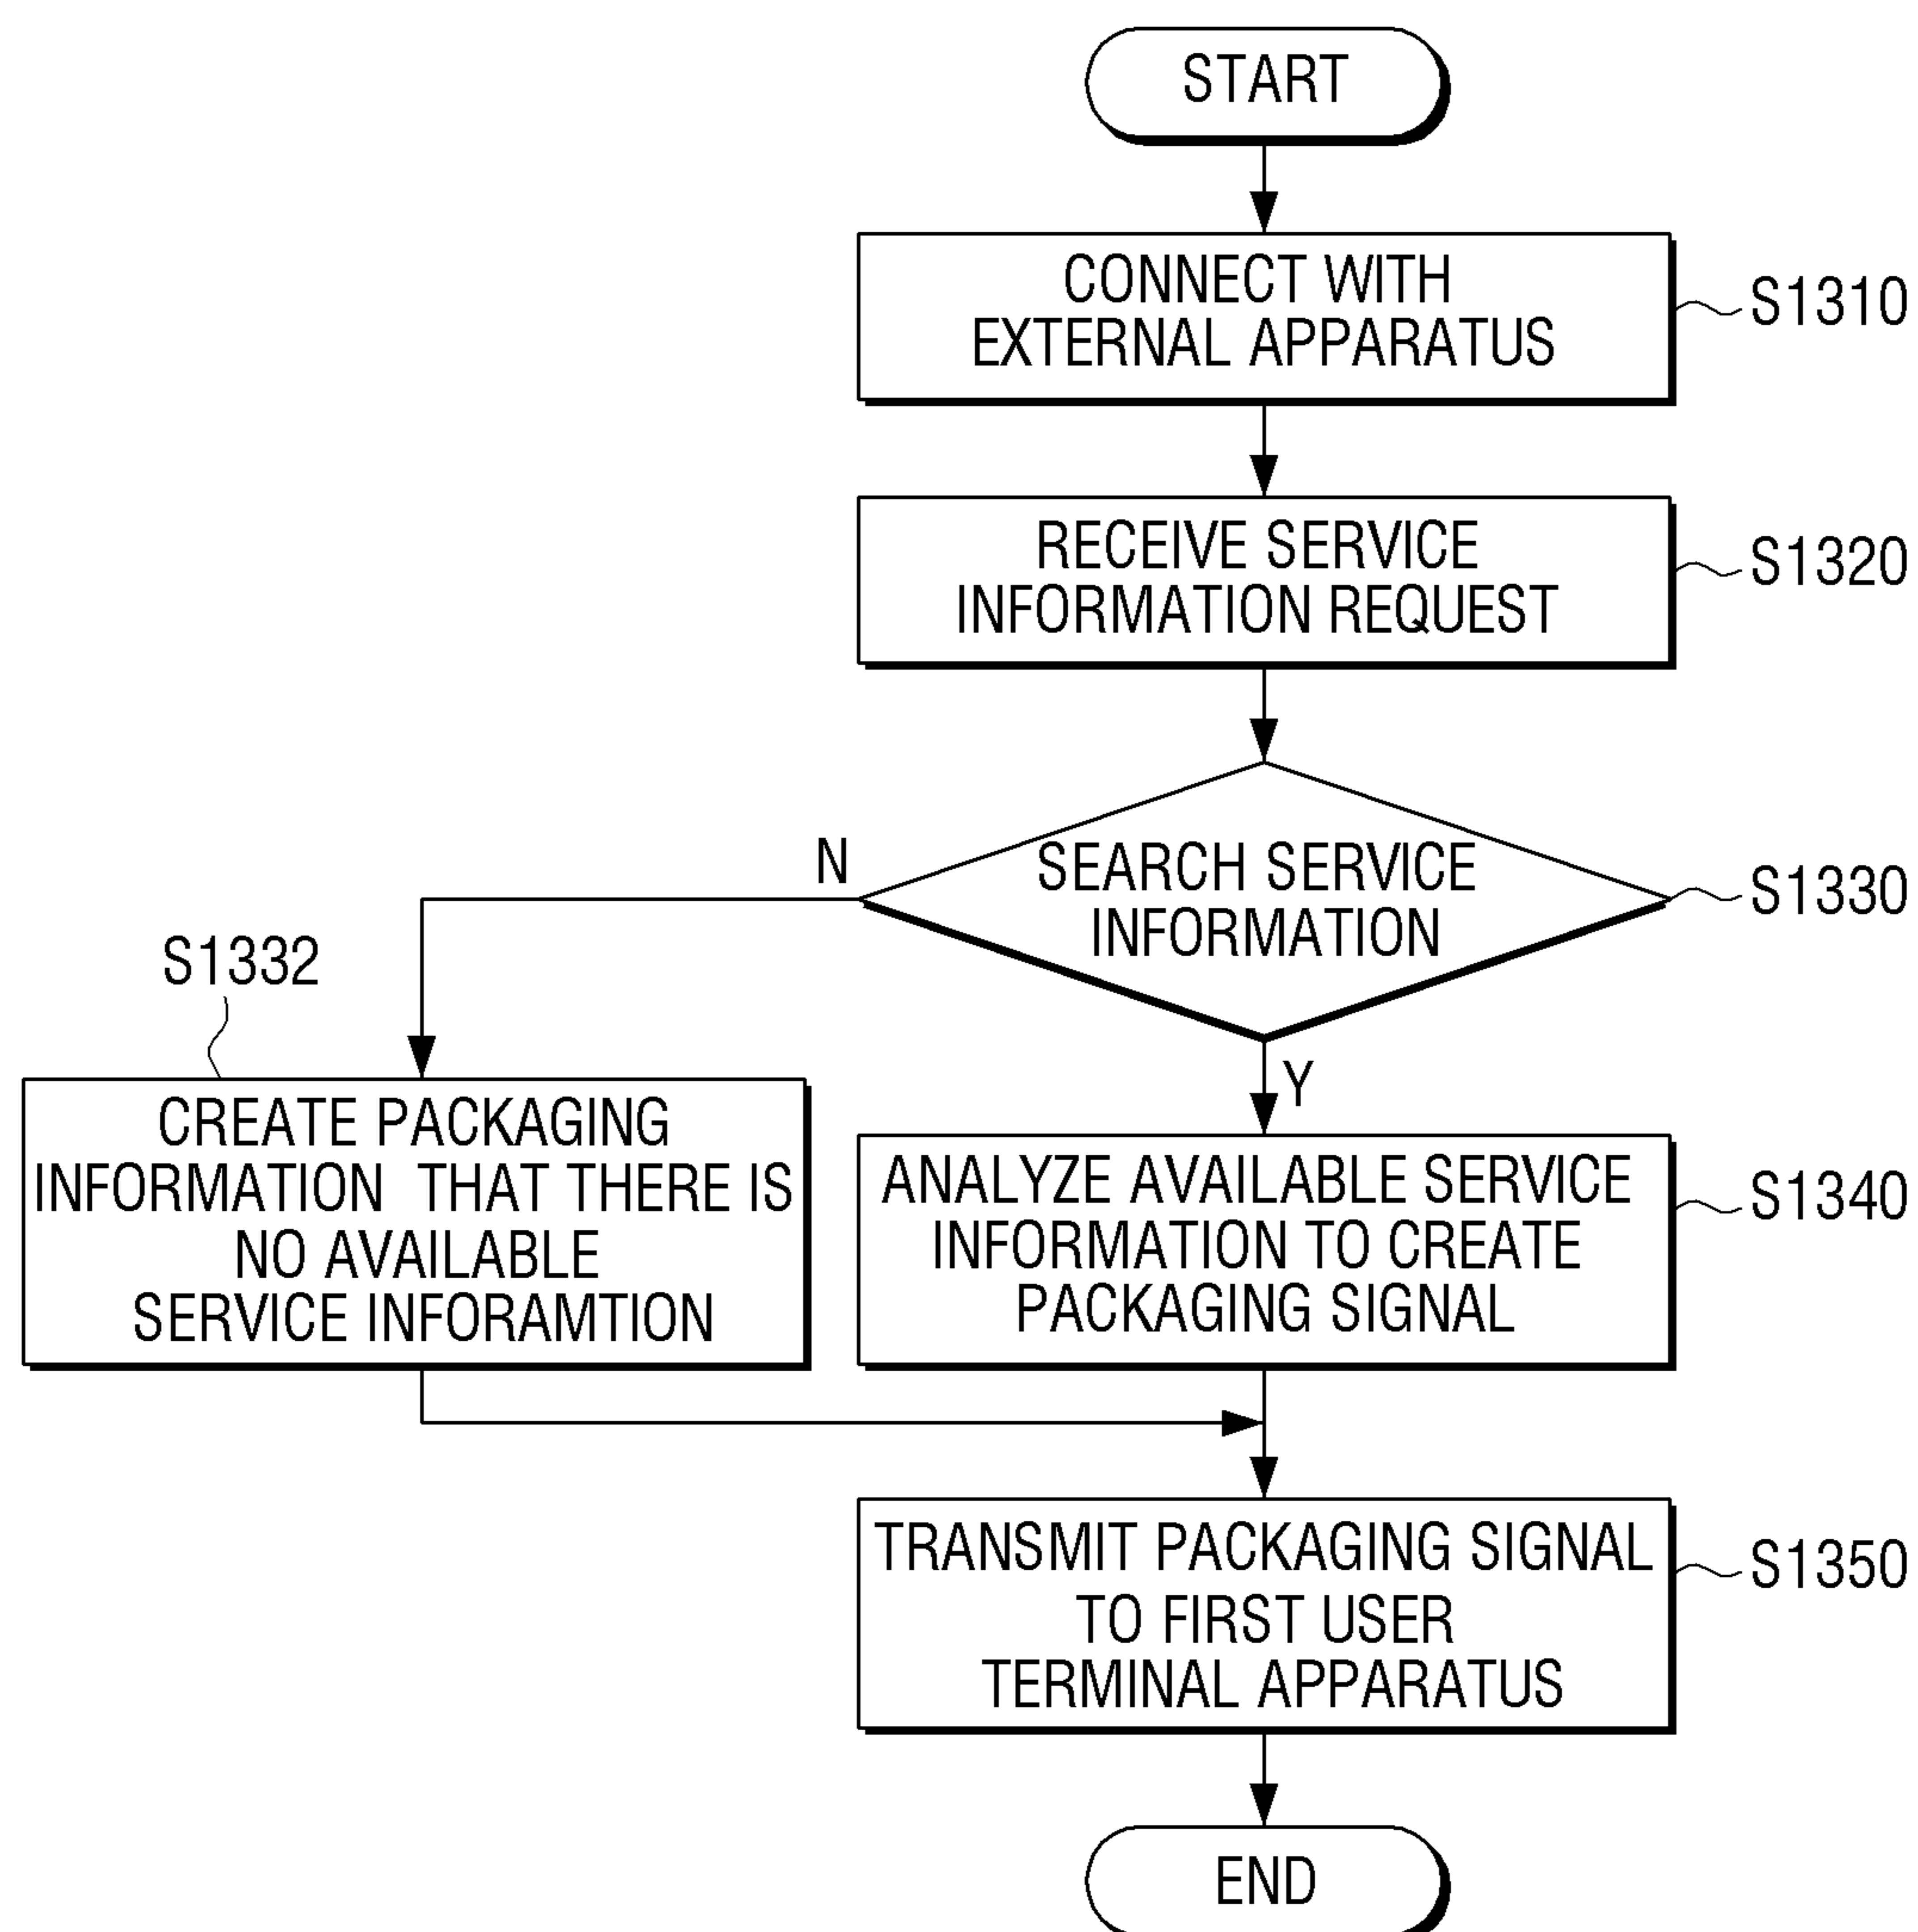 START
CONNECT WITH
EXTERNAL APPARATUS
S1310
RECEIVE SERVICE
INFORMATION REQUEST
S1320
SEARCH SERVICE
INFORMATION
S1330
N
Y
S1332
CREATE PACKAGING
INFORMATION THAT THERE IS
NO AVAILABLE
SERVICE INFORAMTION
ANALYZE AVAILABLE SERVICE
INFORMATION TO CREATE
PACKAGING SIGNAL
S1340
TRANSMIT PACKAGING SIGNAL
TO FIRST USER
TERMINAL APPARATUS
S1350
END